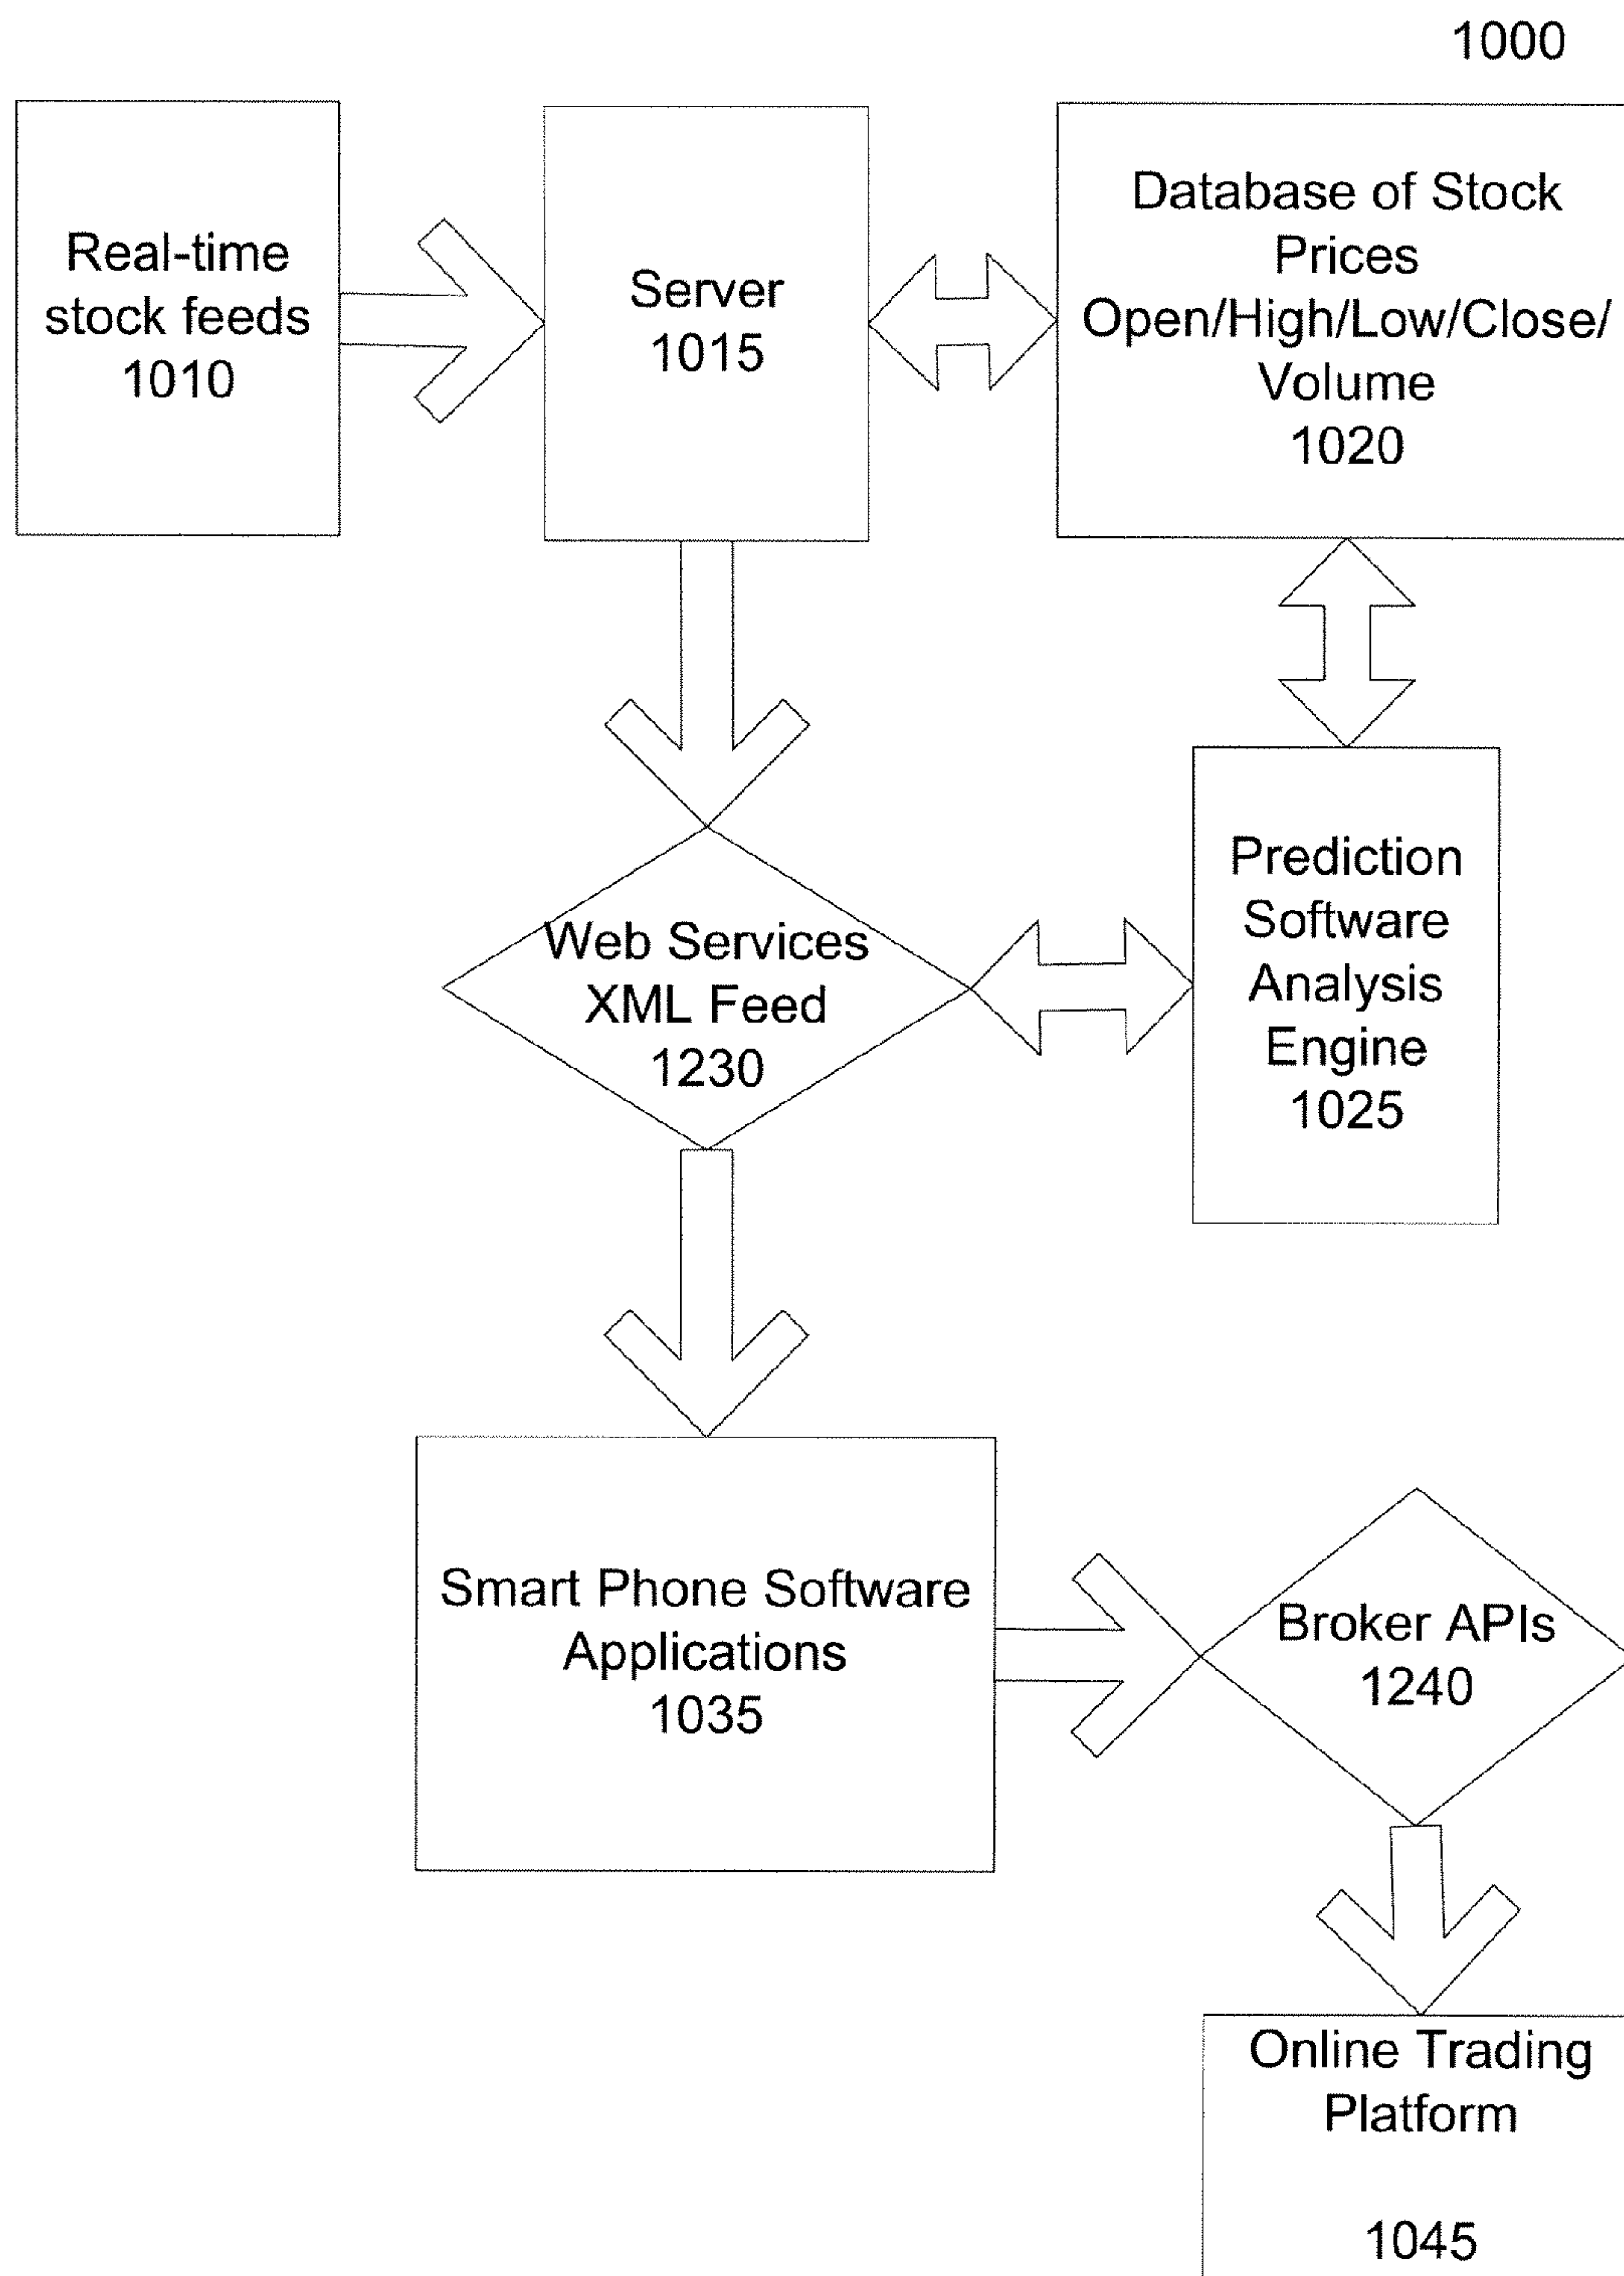 1000
Real-time
stock feeds
1010
Server
1015
Database of Stock
Prices
Open/High/Low/Close/
Volume
1020
Web Services
XML Feed
1230
Prediction
Software
Analysis
Engine
1025
Smart Phone Software
Applications
1035
Broker APIs
1240
Online Trading
Platform
1045